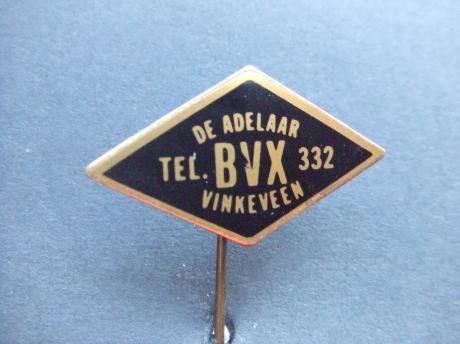 DE ADELAAR
TEL. BVX 332
VINKEVEEN